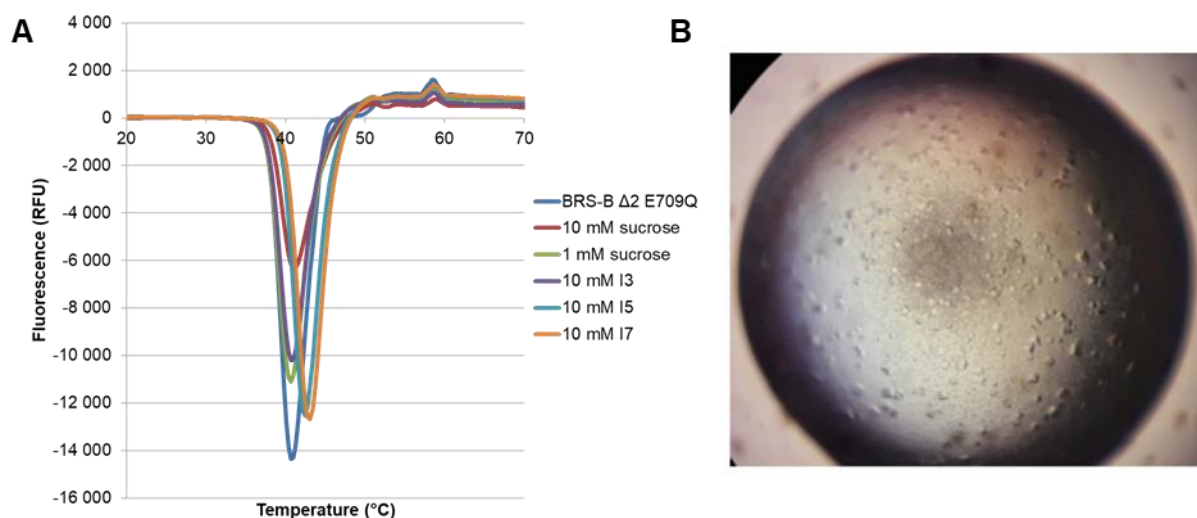 A
B
4 000
2 000
0
-2 000
-4 000
-6 000
-8 000
-10 000
-12 000
-14 000
-16 000
20 30 40 50 60 70
Fluorescence (RFU)
Temperature (°C)
BRS-B Δ2 E709Q
10 mM sucrose
1 mM sucrose
10 mM I3
10 mM I5
10 mM I7